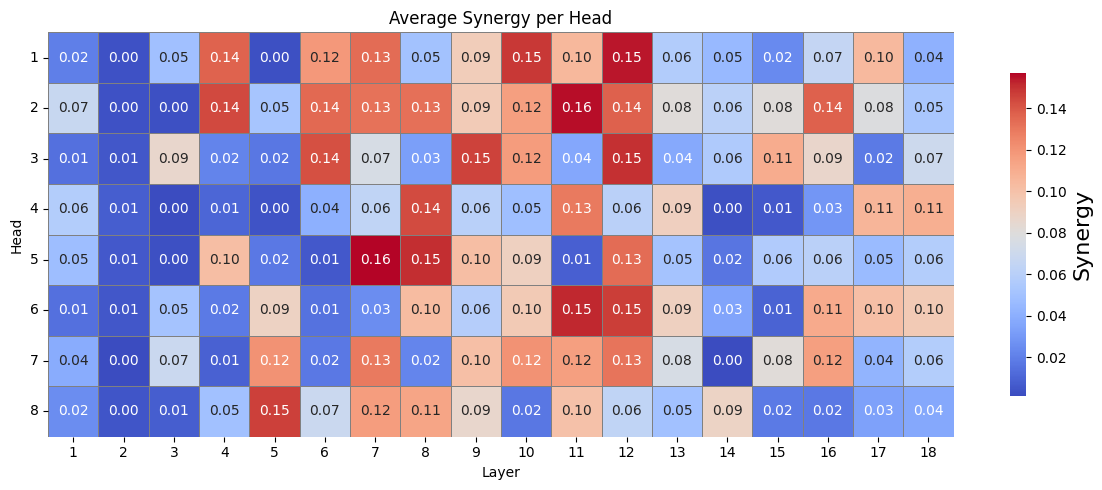 Average Synergy per Head
1 0.02 0.00 0.05 0.14 0.00 0.12 0.13 0.05 0.09 0.15 0.10 0.15 0.06 0.05 0.02 0.07 0.10 0.04
2 0.07 0.00 0.00 0.14 0.05 0.14 0.13 0.13 0.09 0.12 0.16 0.14 0.08 0.06 0.08 0.14 0.08 0.05
3 0.01 0.01 0.09 0.02 0.02 0.14 0.07 0.03 0.15 0.12 0.04 0.15 0.04 0.06 0.11 0.09 0.02 0.07
4 0.06 0.01 0.00 0.01 0.00 0.04 0.06 0.14 0.06 0.05 0.13 0.06 0.09 0.00 0.01 0.03 0.11 0.11
5 0.05 0.01 0.00 0.10 0.02 0.01 0.16 0.15 0.10 0.09 0.01 0.13 0.05 0.02 0.06 0.06 0.05 0.06
6 0.01 0.01 0.05 0.02 0.09 0.01 0.03 0.10 0.06 0.10 0.15 0.15 0.09 0.03 0.01 0.11 0.10 0.10
7 0.04 0.00 0.07 0.01 0.12 0.02 0.13 0.02 0.10 0.12 0.12 0.13 0.08 0.00 0.08 0.12 0.04 0.06
8 0.02 0.00 0.01 0.05 0.15 0.07 0.12 0.11 0.09 0.02 0.10 0.06 0.05 0.09 0.02 0.02 0.03 0.04
1 2 3 4 5 6 7 8 9 10 11 12 13 14 15 16 17 18
Layer
Head
0.14
0.12
0.10
0.08
0.06
0.04
0.02
Synergy